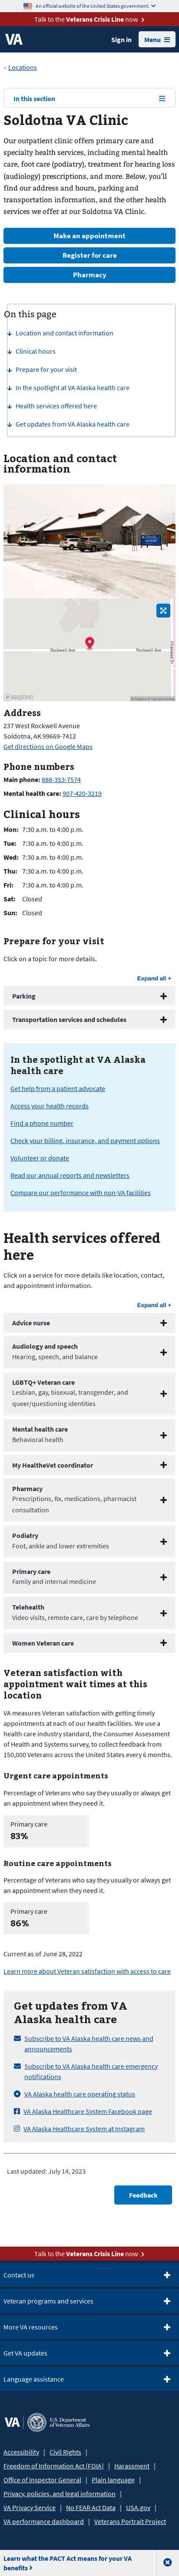 An official website of the United States government.
Talk to the Veterans Crisis Line now
VA
Sign in
Menu
Locations
In this section
Soldotna VA Clinic
Our outpatient clinic offers primary care and
specialty health services, including mental health
care, foot care (podiatry), treatment for hearing loss
(audiology) prescriptions, and more. Below, you'll
find our address and hours, parking and
transportation information, and the other health
services we offer at our Soldotna VA Clinic.
Make an appointment
Register for care
Pharmacy
On this page
Location and contact information
Clinical hours
Prepare for your visit
In the spotlight at VA Alaska health care
Health services offered here
Get updates from VA Alaska health care
Location and contact
information
Rockwell Ave
Rockwell Ave
mapbox
Address
237 West Rockwell Avenue
Soldotna, AK 99669-7412
Get directions on Google Maps
Phone numbers
Main phone: 888-353-7574
Mental health care: 907-420-3219
Clinical hours
Mon: 7:30 a.m. to 4:00 p.m.
Tue: 7:30 a.m. to 4:00 p.m.
Wed: 7:30 a.m. to 4:00 p.m.
Thu: 7:30 a.m. to 4:00 p.m.
Fri: 7:30 a.m. to 4:00 p.m.
Sat: Closed
Sun: Closed
Prepare for your visit
Click on a topic for more details.
Expand all +
Parking
Transportation services and schedules
In the spotlight at VA Alaska
health care
Get help from a patient advocate
Access your health records
Find a phone number
Check your billing, insurance, and payment options
Volunteer or donate
Read our annual reports and newsletters
Compare our performance with non-VA facilities
Health services offered
here
Click on a service for more details like location, contact,
and appointment information.
Expand all +
Advice nurse
Audiology and speech
Hearing, speech, and balance
LGBTQ+ Veteran care
Lesbian, gay, bisexual, transgender, and
queer/questioning identities
Mental health care
Behavioral health
My HealtheVet coordinator
Pharmacy
Prescriptions, Rx, medications, pharmacist
consultation
Podiatry
Foot, ankle and lower extremities
Primary care
Family and internal medicine
Telehealth
Video visits, remote care, care by telephone
Women Veteran care
Veteran satisfaction with
appointment wait times at this
location
VA measures Veteran satisfaction with getting timely
appointments at each of our health facilities. We use a
health care industry standard, the Consumer Assessment
of Health and Systems survey, to collect feedback from
150,000 Veterans across the United States every 6 months.
Urgent care appointments
Percentage of Veterans who say they usually or always get
an appointment when they need it.
Primary care
83%
Routine care appointments
Percentage of Veterans who say they usually or always get
an appointment when they need it.
Primary care
86%
Current as of June 28, 2022
Learn more about Veteran satisfaction with access to care
Get updates from VA
Alaska health care
Subscribe to VA Alaska health care news and
announcements
Subscribe to VA Alaska health care emergency
notifications
VA Alaska health care operating status
VA Alaska Healthcare System Facebook page
VA Alaska Healthcare System at Instagram
Last updated: July 14, 2023
Feedback
Talk to the Veterans Crisis Line now
Contact us
Veteran programs and services
More VA resources
Get VA updates
Language assistance
VA
U.S. Department
of Veterans Affairs
Accessibility | Civil Rights |
Freedom of Information Act (FOIA) | Harassment |
Office of Inspector General | Plain language |
Privacy, policies, and legal information |
VA Privacy Service | No FEAR Act Data | USA.gov |
VA performance dashboard | Veterans Portrait Project
Learn what the PACT Act means for your VA
benefits